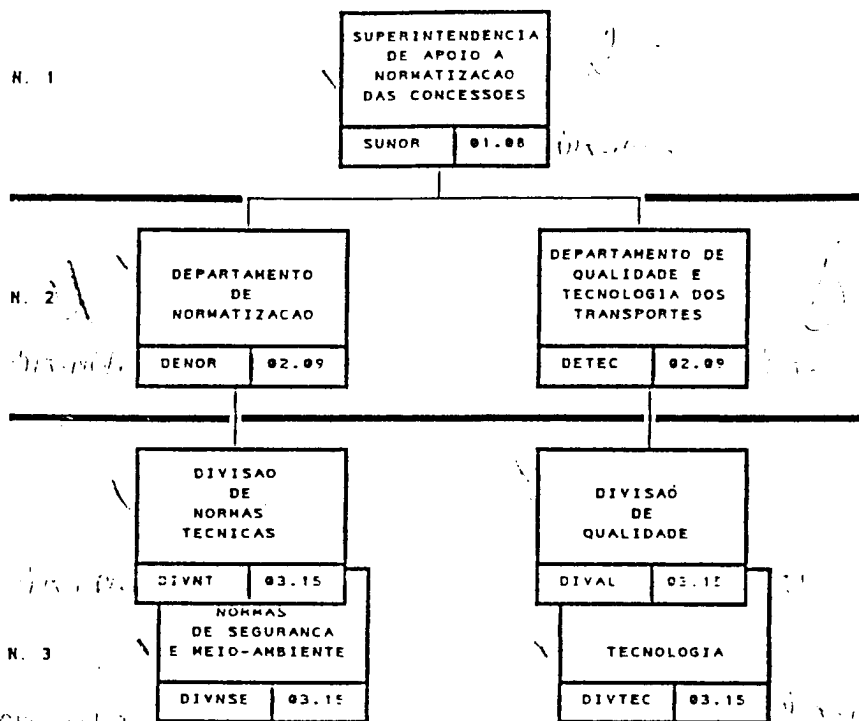 N. 1
SUPERINTENDENCIA
DE APOIO A
NORMATIZACAO
DAS CONCESSOES
SUNOR 01.08
N. 2
DEPARTAMENTO
DE
NORMATIZACAO
DENOR 02.09
DEPARTAMENTO DE
QUALIDADE E
TECNOLOGIA DOS
TRANSPORTES
DETEC 02.09
N. 3
DIVISAO
DE
NORMAS
TECNICAS
DIVNT 03.15
NORMAS
DE SEGURANCA
E MEIO-AMBIENTE
DIVNSE 03.15
DIVISAO
DE
QUALIDADE
DIVAL 03.15
TECNOLOGIA
DIVTEC 03.15